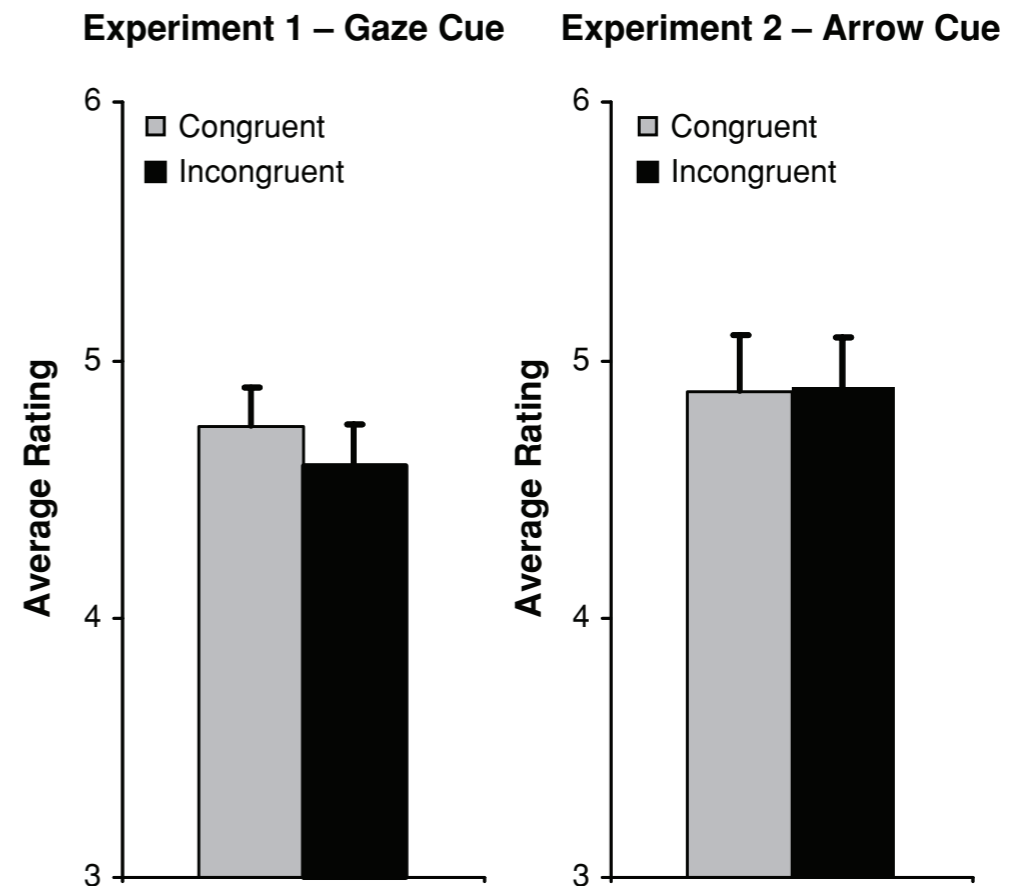 Experiment 1 – Gaze Cue
6
Congruent
Incongruent
5
4
3
Average Rating
Experiment 2 – Arrow Cue
6
Congruent
Incongruent
5
4
3
Average Rating